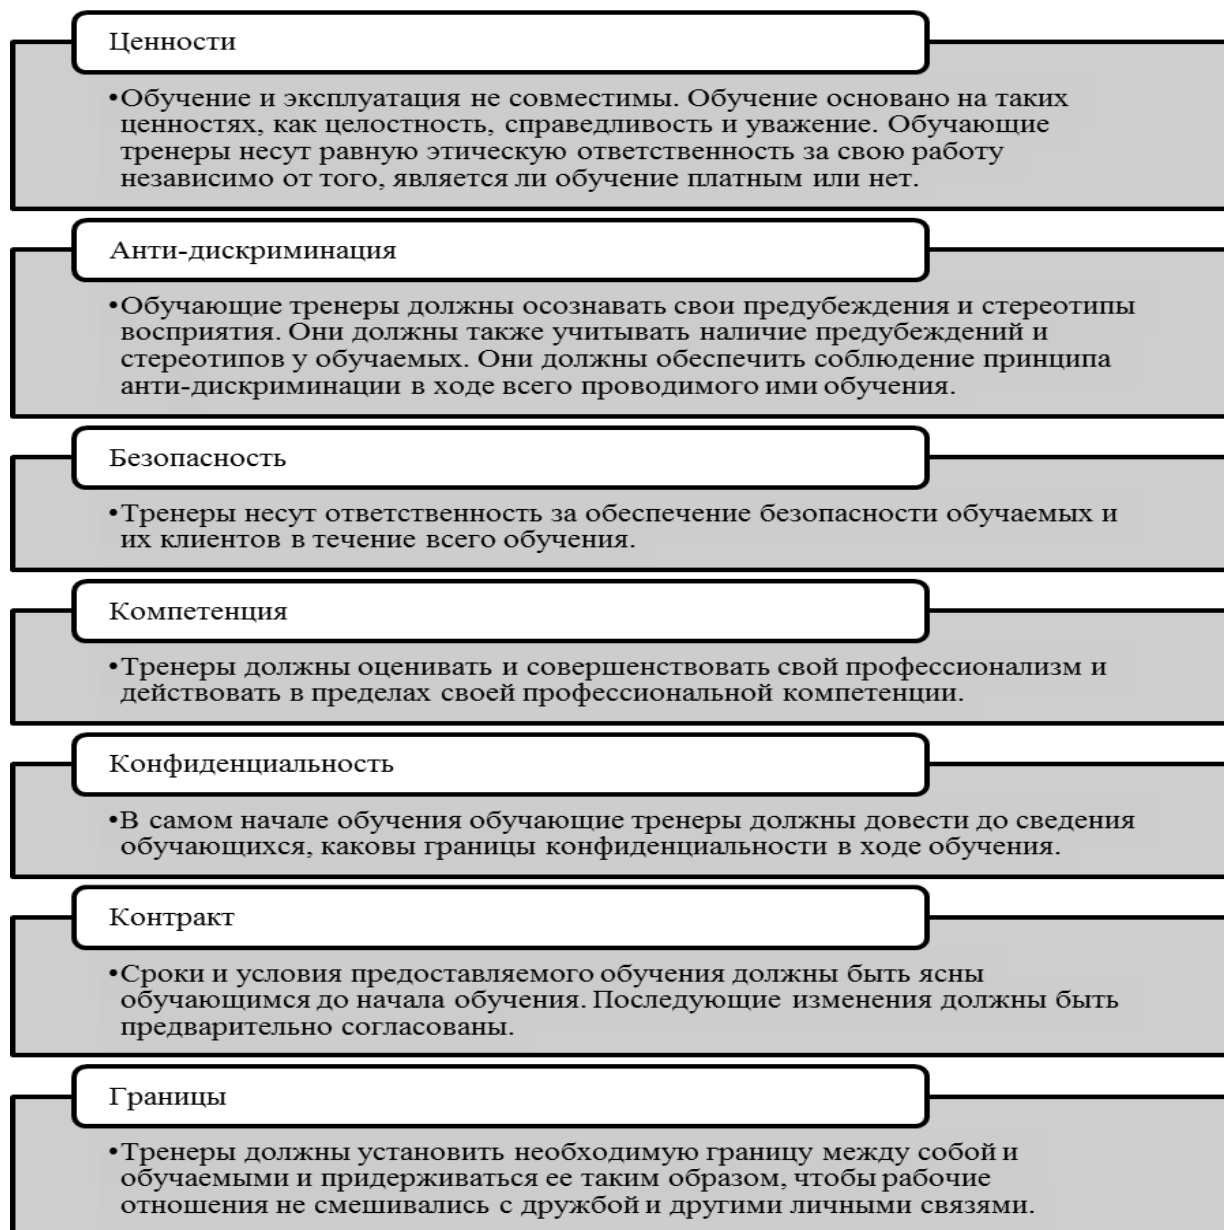 Ценности
•Обучение и эксплуатация не совместимы. Обучение основано на таких
ценностях, как целостность, справедливость и уважение. Обучающие
тренеры несут равную этическую ответственность за свою работу
независимо от того, является ли обучение платным или нет.
Анти-дискриминация
•Обучающие тренеры должны осознавать свои предубеждения и стереотипы
восприятия. Они должны также учитывать наличие предубеждений и
стереотипов у обучаемых. Они должны обеспечить соблюдение принципа
анти-дискриминации в ходе всего проводимого ими обучения.
Безопасность
•Тренеры несут ответственность за обеспечение безопасности обучаемых и
их клиентов в течение всего обучения.
Компетенция
•Тренеры должны оценивать и совершенствовать свой профессионализм и
действовать в пределах своей профессиональной компетенции.
Конфиденциальность
•В самом начале обучения обучающие тренеры должны довести до сведения
обучающихся, каковы границы конфиденциальности в ходе обучения.
Контракт
•Сроки и условия предоставляемого обучения должны быть ясны
обучающимся до начала обучения. Последующие изменения должны быть
предварительно согласованы.
Границы
•Тренеры должны установить необходимую границу между собой и
обучаемыми и придерживаться ее таким образом, чтобы рабочие
отношения не смешивались с дружбой и другими личными связями.